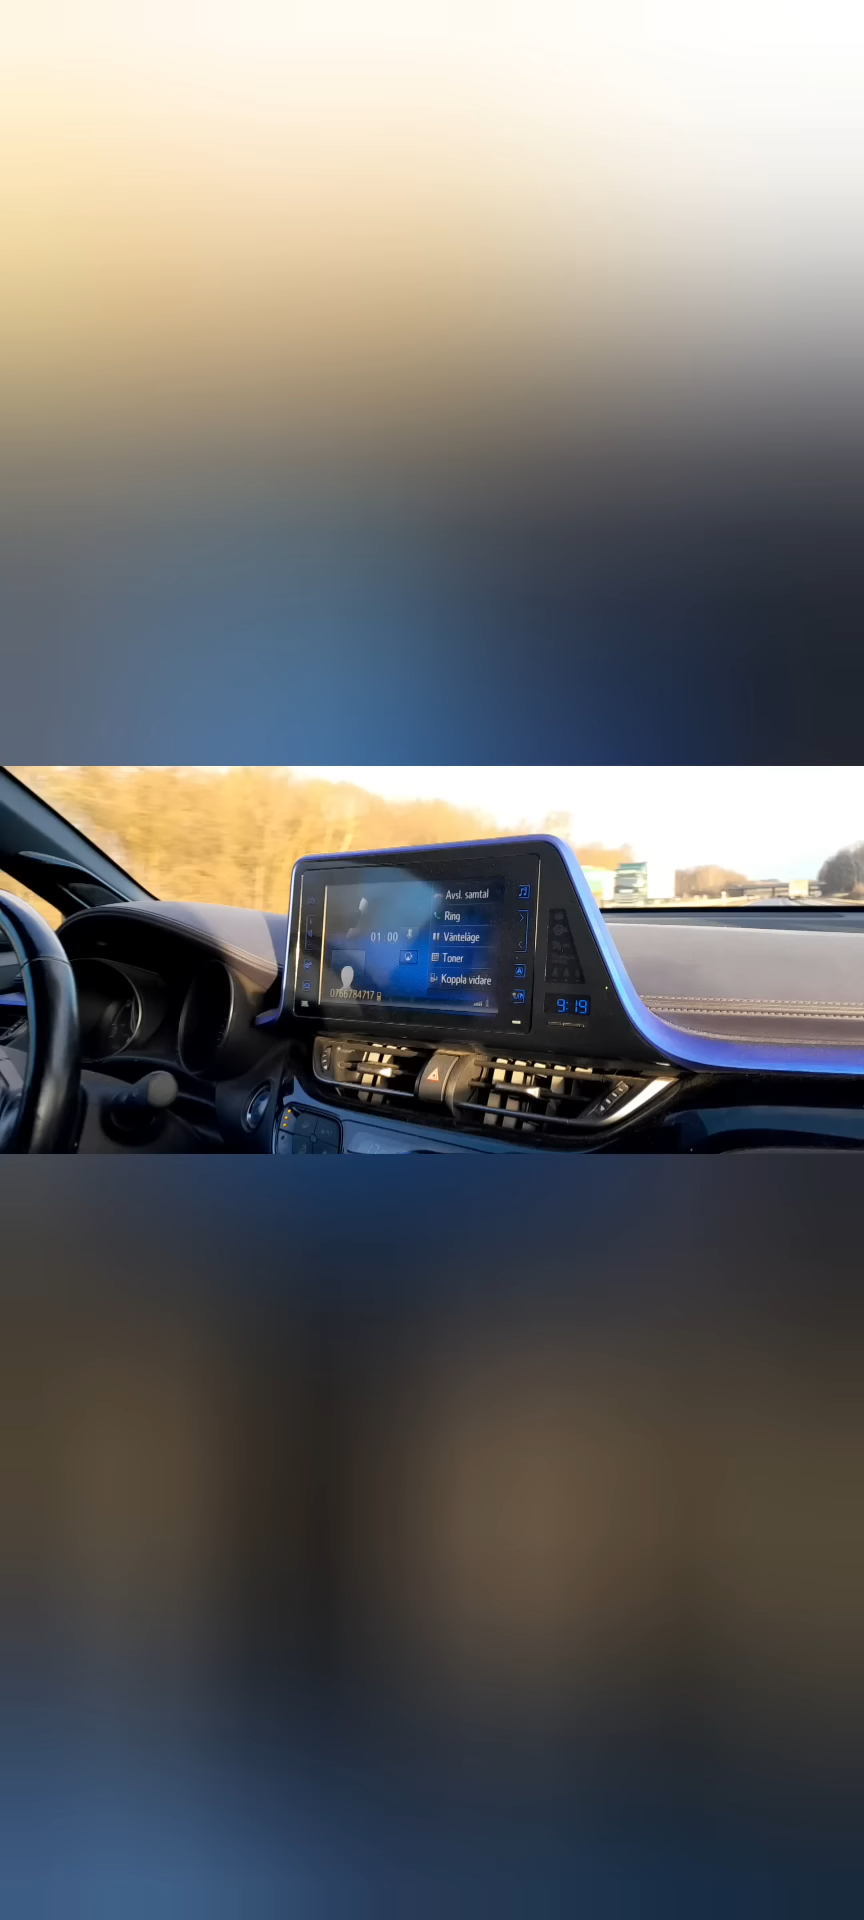 Avsl. samtal
Ring
01:00
Vänteläge
Toner
Koppla vidare
0766784717
9:19